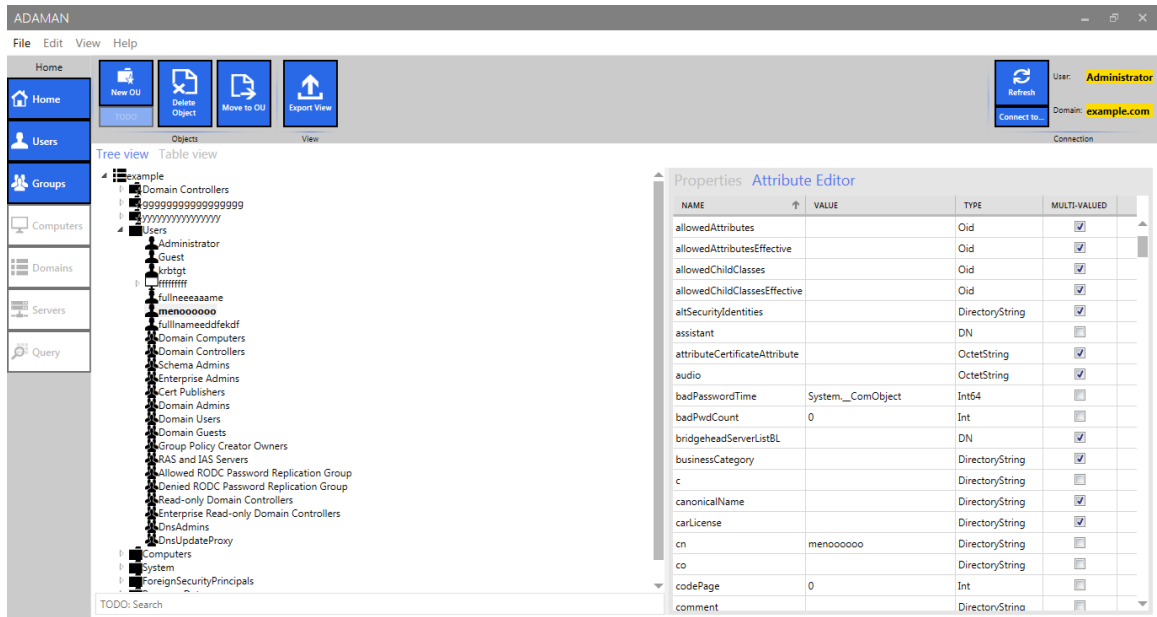 ADAMAN
File Edit View Help
Home
Home
Users
Groups
Computers
Domains
Servers
Query
New OU
TODO
Delete Object
Move to OU
Export View
Objects
View
Refresh
Connect to...
User: Administrator
Domain: example.com
Connection
Tree view Table view
example
Domain Controllers
Users
Administrator
Guest
krbtgt
fullneeeaaame
menoooooo
fulllnameeddfekdf
Domain Computers
Domain Controllers
Schema Admins
Enterprise Admins
Cert Publishers
Domain Admins
Domain Users
Domain Guests
Group Policy Creator Owners
RAS and IAS Servers
Allowed RODC Password Replication Group
Denied RODC Password Replication Group
Read-only Domain Controllers
Enterprise Read-only Domain Controllers
DnsAdmins
DnsUpdateProxy
Computers
System
ForeignSecurityPrincipals
TODO: Search
Properties Attribute Editor
NAME VALUE TYPE MULTI-VALUED
allowedAttributes Oid
allowedAttributesEffective Oid
allowedChildClasses Oid
allowedChildClassesEffective Oid
altSecurityIdentities DirectoryString
assistant DN
attributeCertificateAttribute OctetString
audio OctetString
badPasswordTime System.__ComObject Int64
badPwdCount 0 Int
bridgeheadServerListBL DN
businessCategory DirectoryString
c DirectoryString
canonicalName DirectoryString
carLicense DirectoryString
cn menoooooo DirectoryString
co DirectoryString
codePage 0 Int
comment DirectoryString